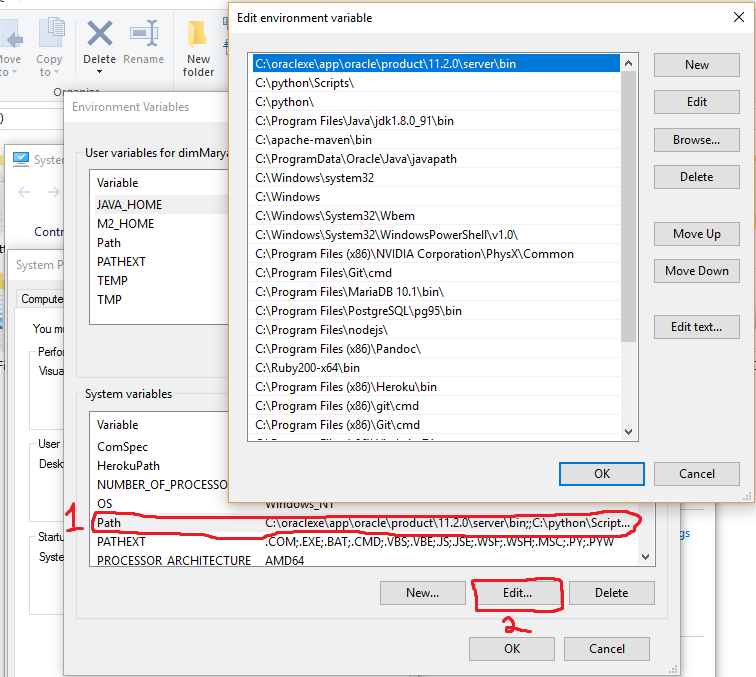 Move
to
Copy
to
Delete
Rename
New
folder
Organize
Edit environment variable
C:\oraclexe\app\oracle\product\11.2.0\server\bin
C:\python\Scripts\
C:\python\
C:\Program Files\Java\jdk1.8.0_91\bin
C:\apache-maven\bin
C:\ProgramData\Oracle\Java\javapath
C:\Windows\system32
C:\Windows
C:\Windows\System32\Wbem
C:\Windows\System32\WindowsPowerShell\v1.0\
C:\Program Files (x86)\NVIDIA Corporation\PhysX\Common
C:\Program Files\Git\cmd
C:\Program Files\MariaDB 10.1\bin\
C:\Program Files\PostgreSQL\pg95\bin
C:\Program Files\nodejs\
C:\Program Files (x86)\Pandoc\
C:\Ruby200-x64\bin
C:\Program Files (x86)\Heroku\bin
C:\Program Files (x86)\git\cmd
C:\Program Files (x86)\Git\cmd
New
Edit
Browse...
Delete
Move Up
Move Down
Edit text...
OK
Cancel
Environment Variables
User variables for dimMarya
Variable
JAVA_HOME
M2_HOME
Path
PATHEXT
TEMP
TMP
System variables
Variable
ComSpec
HerokuPath
NUMBER_OF_PROCESSO
OS Windows_NT
1
Path C:\oraclexe\app\oracle\product\11.2.0\server\bin;;C:\python\Script...
PATHEXT .COM;.EXE;.BAT;.CMD;.VBS;.VBE;.JS;.JSE;.WSF;.WSH;.MSC;.PY;.PYW
PROCESSOR_ARCHITECTURE AMD64
New...
Edit...
Delete
2
OK
Cancel
System
Contr
System P
Compute
You mu
Perfor
Visua
User
Deskt
Startu
Syste
gs